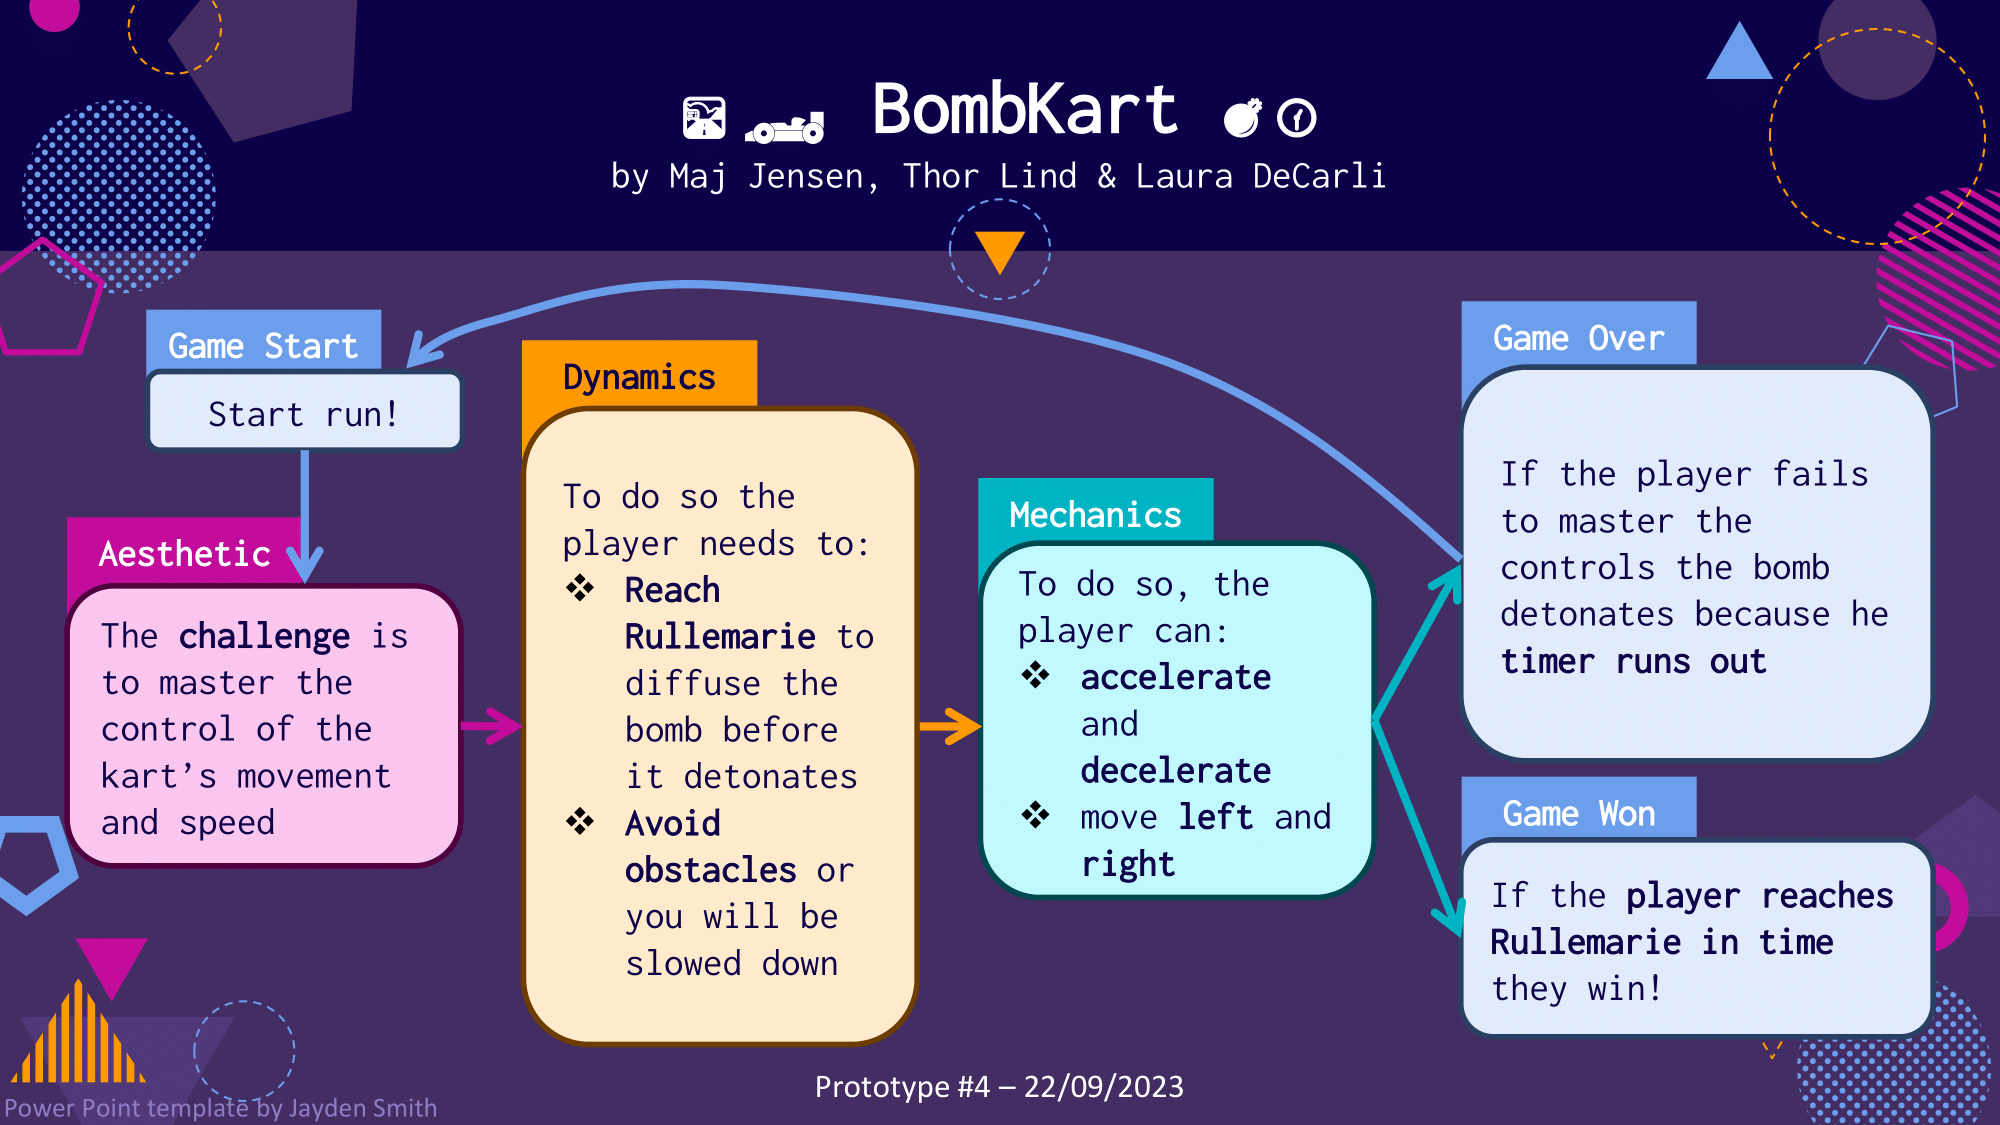 BombKart
by Maj Jensen, Thor Lind & Laura DeCarli
Game Start
Start run!
Aesthetic
The challenge is
to master the
control of the
kart’s movement
and speed
Dynamics
To do so the
player needs to:
❖ Reach
Rullemarie to
diffuse the
bomb before
it detonates
❖ Avoid
obstacles or
you will be
slowed down
Mechanics
To do so, the
player can:
❖ accelerate
and
decelerate
❖ move left and
right
Game Over
If the player fails
to master the
controls the bomb
detonates because he
timer runs out
Game Won
If the player reaches
Rullemarie in time
they win!
Prototype #4 – 22/09/2023
Power Point template by Jayden Smith